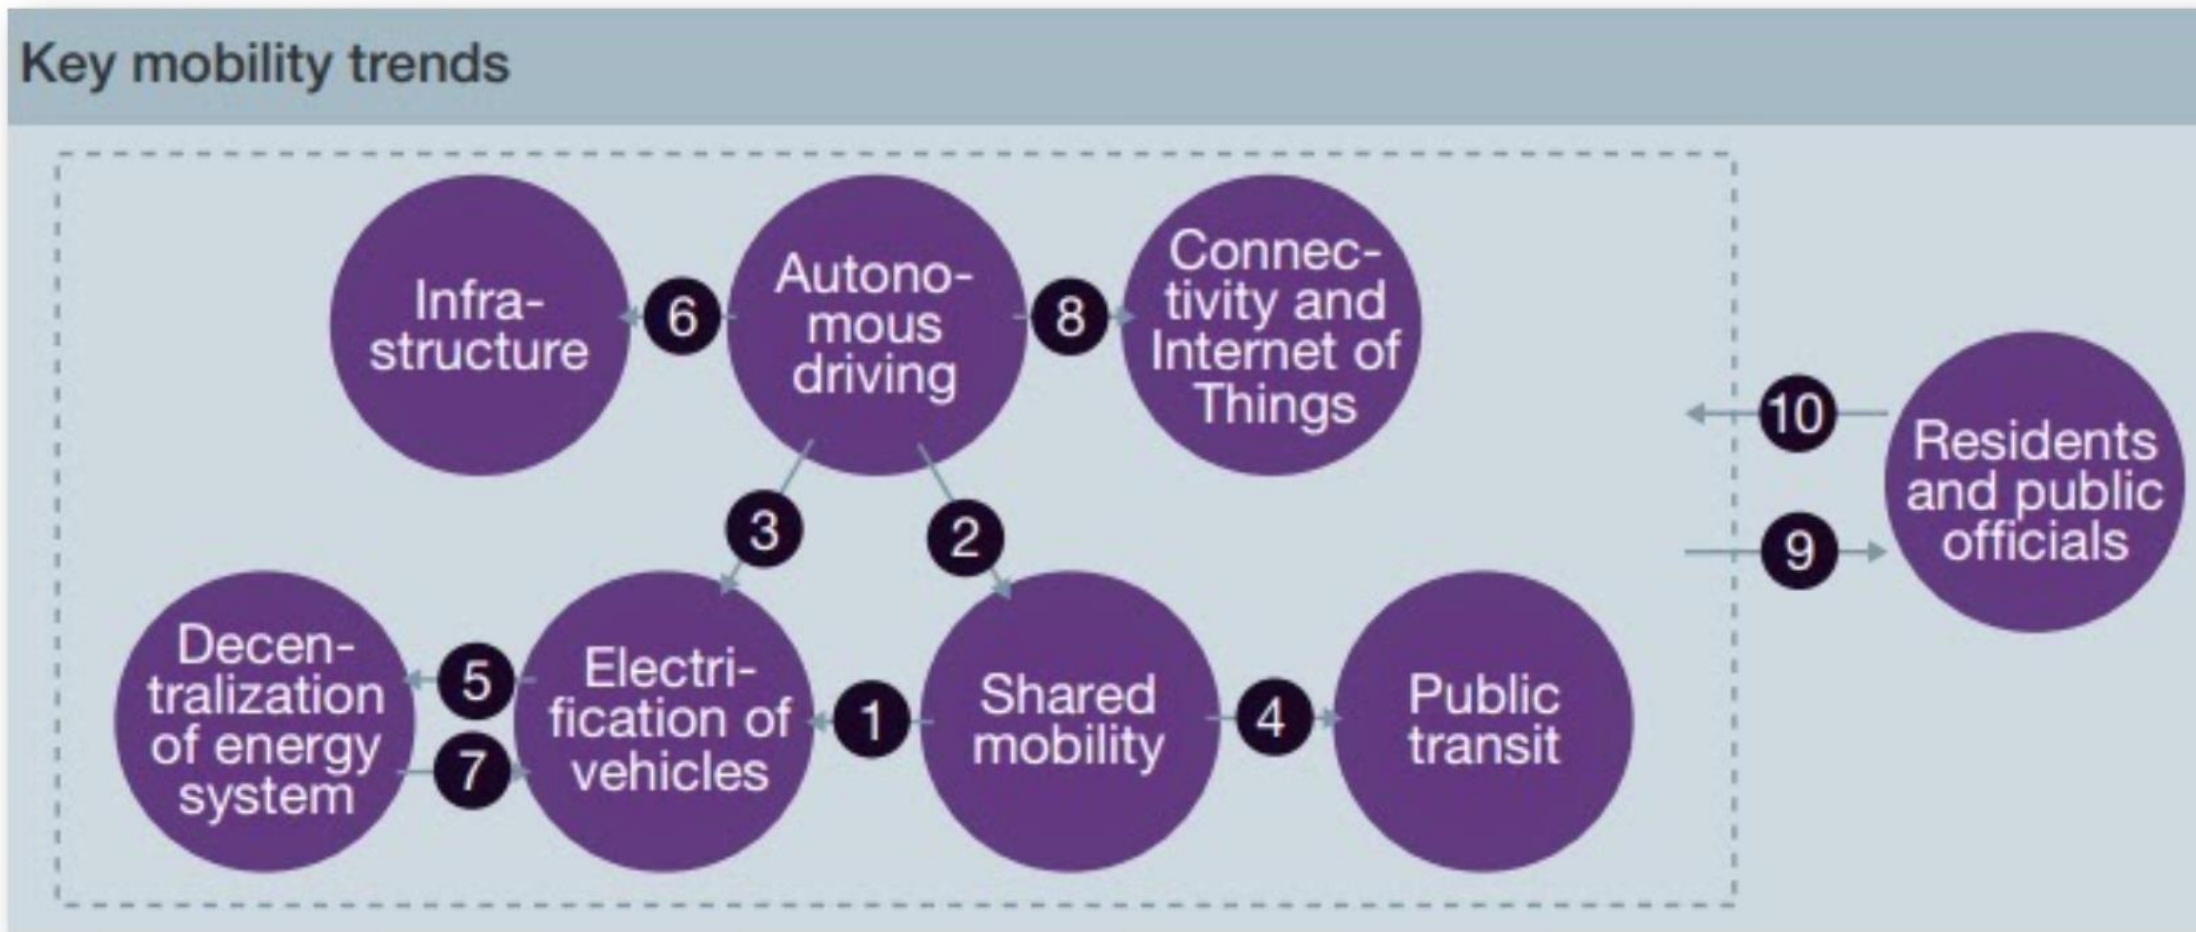 Key mobility trends
Infra-
structure
6
Autono-
mous
driving
8
Connec-
tivity and
Internet of
Things
10
Residents
and public
officials
9
3
2
Decen-
tralization
of energy
system
5
7
Electri-
fication of
vehicles
1
Shared
mobility
4
Public
transit